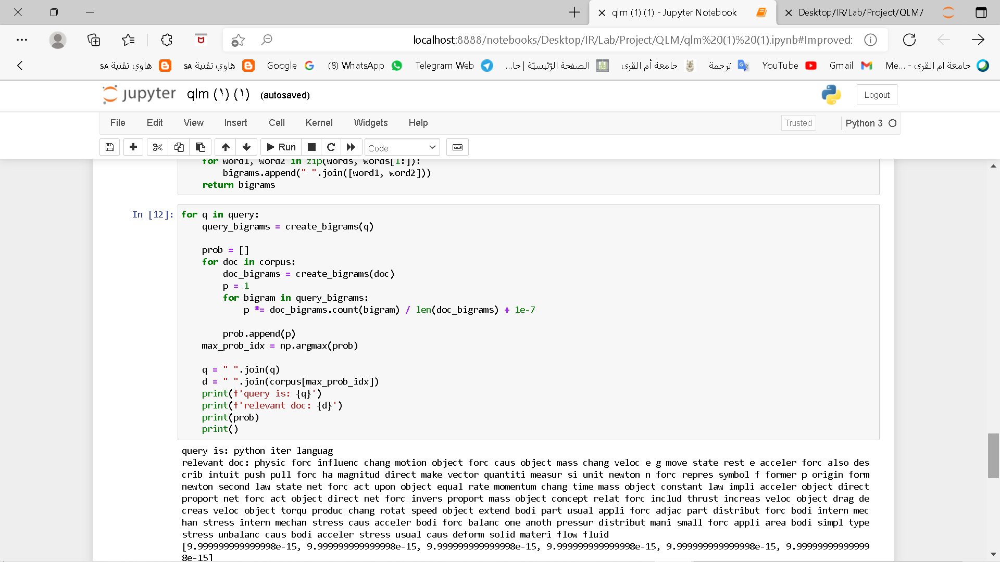 qlm (1) (1) - Jupyter Notebook
Desktop/IR/Lab/Project/QLM/
localhost:8888/notebooks/Desktop/IR/Lab/Project/QLM/qlm%20(1)%20(1).ipynb#Improved:
هاوي تقنية SA
هاوي تقنية SA
Google
(8) WhatsApp
Telegram Web
الصفحة الرّئيسيّة | جا...
جامعة أم القرى
ترجمة
YouTube
Gmail
جامعة ام القرى - Me...
jupyter qlm (١) (١) (autosaved)
Logout
File Edit View Insert Cell Kernel Widgets Help
Trusted
Python 3
Run
Code
for word1, word2 in zip(words, words[1:]):
bigrams.append(" ".join([word1, word2]))
return bigrams
In [12]: for q in query:
query_bigrams = create_bigrams(q)
prob = []
for doc in corpus:
doc_bigrams = create_bigrams(doc)
p = 1
for bigram in query_bigrams:
p *= doc_bigrams.count(bigram) / len(doc_bigrams) + 1e-7
prob.append(p)
max_prob_idx = np.argmax(prob)
q = " ".join(q)
d = " ".join(corpus[max_prob_idx])
print(f'query is: {q}')
print(f'relevant doc: {d}')
print(prob)
print()
query is: python iter languag
relevant doc: physic forc influenc chang motion object forc caus object mass chang veloc e g move state rest e acceler forc also des
crib intuit push pull forc ha magnitud direct make vector quantiti measur si unit newton n forc repres symbol f former p origin form
newton second law state net forc act upon object equal rate momentum chang time mass object constant law impli acceler object direct
proport net forc act object direct net forc invers proport mass object concept relat forc includ thrust increas veloc object drag de
creas veloc object torqu produc chang rotat speed object extend bodi part usual appli forc adjac part distribut forc bodi intern mec
han stress intern mechan stress caus acceler bodi forc balanc one anoth pressur distribut mani small forc appli area bodi simpl type
stress unbalanc caus bodi acceler stress usual caus deform solid materi flow fluid
[9.999999999999998e-15, 9.999999999999998e-15, 9.999999999999998e-15, 9.999999999999998e-15, 9.999999999999998e-15, 9.99999999999999
8e-15]